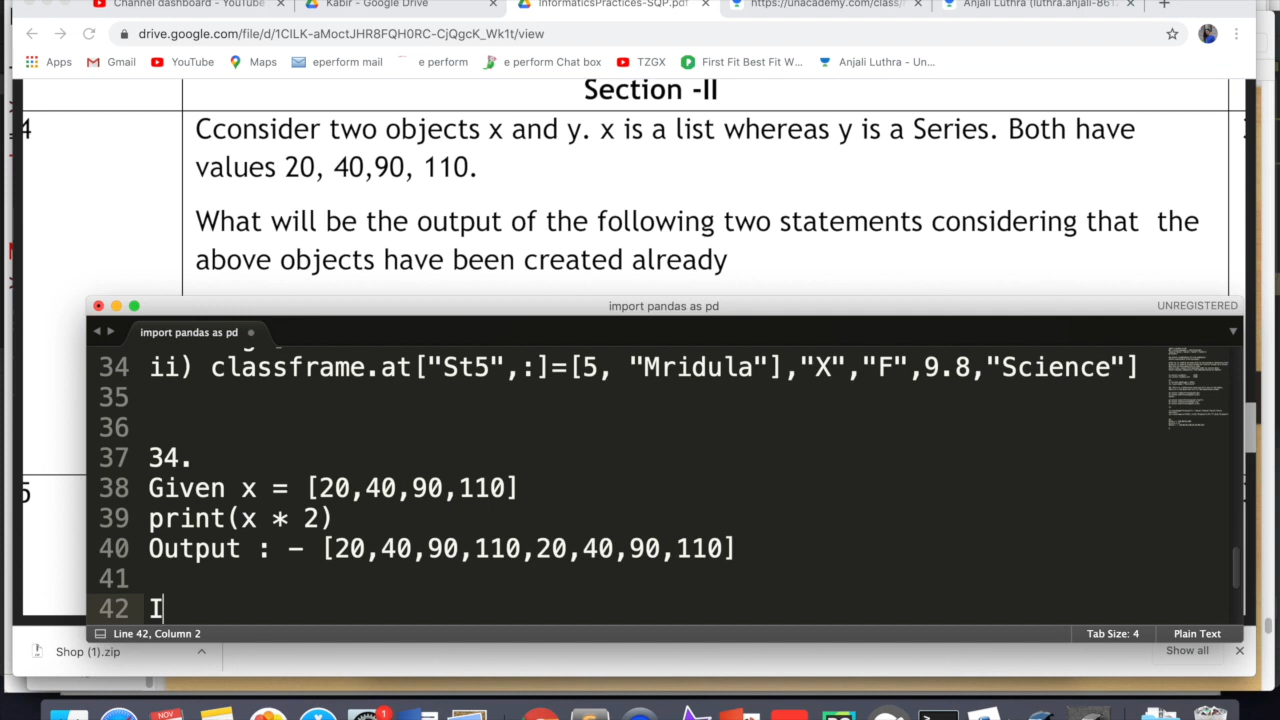 Channel dashboard - YouTube
Kabir - Google Drive
InformaticsPractices-SQP.pdf
https://unacademy.com/class/
Anjali Luthra (luthra.anjali-861
drive.google.com/file/d/1CILK-aMoctJHR8FQH0RC-CjQgcK_Wk1t/view
Apps
Gmail
YouTube
Maps
eperform mail
e perform
e perform Chat box
TZGX
First Fit Best Fit W...
Anjali Luthra - Un...
Section -II
Cconsider two objects x and y. x is a list whereas y is a Series. Both have
values 20, 40,90, 110.
What will be the output of the following two statements considering that the
above objects have been created already
import pandas as pd
UNREGISTERED
import pandas as pd
34 ii) classframe.at["St5",:]=[5, "Mridula"],"X","F",9.8,"Science"]
35
36
37 34.
38 Given x = [20,40,90,110]
39 print(x * 2)
40 Output : - [20,40,90,110,20,40,90,110]
41
42 I
Line 42, Column 2
Tab Size: 4
Plain Text
Shop (1).zip
Show all
NOV
1